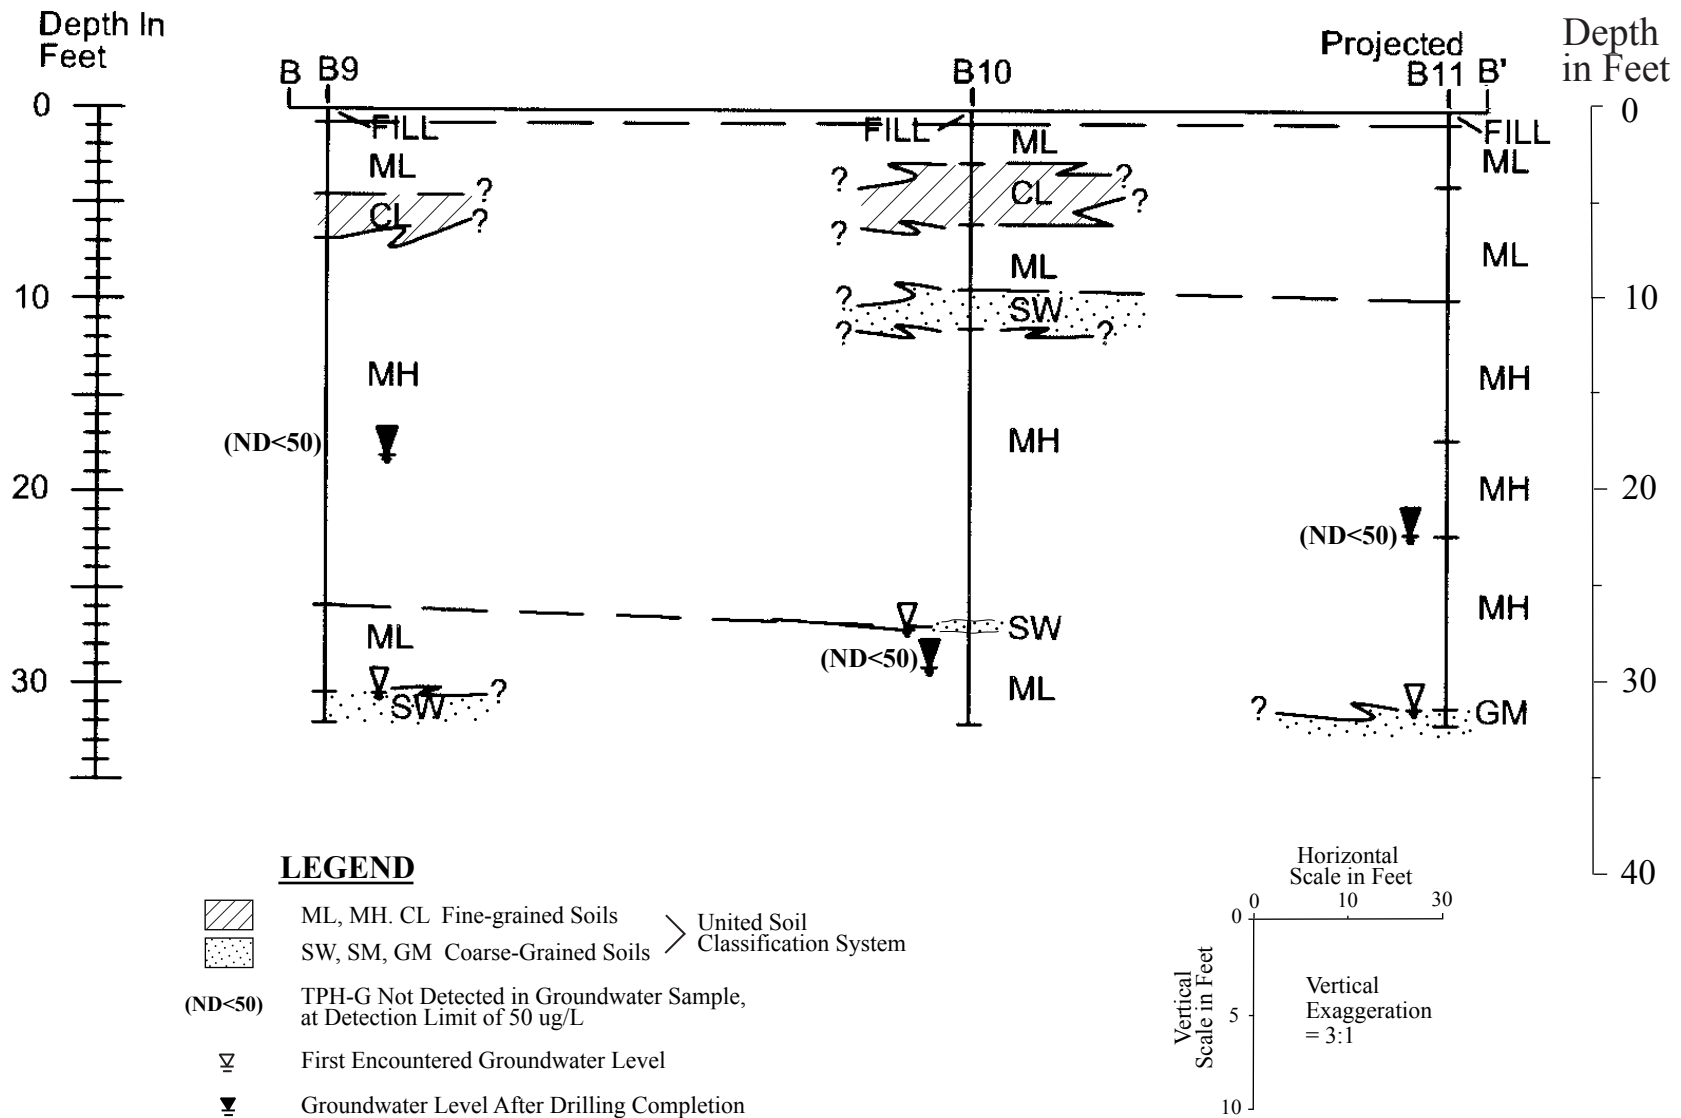 Depth In
Feet
B B9
B10
Projected
B11 B'
Depth
in Feet
0
0
FILL
FILL
FILL
ML
ML
ML
?
?
?
CL
CL
?
?
?
ML
ML
10
10
?
SW
?
?
MH
MH
(ND<50)
MH
20
20
MH
(ND<50)
MH
ML
SW
(ND<50)
ML
30
30
?
SW
?
GM
40
LEGEND
ML, MH. CL Fine-grained Soils
SW, SM, GM Coarse-Grained Soils
United Soil
Classification System
(ND<50)
TPH-G Not Detected in Groundwater Sample,
at Detection Limit of 50 ug/L
First Encountered Groundwater Level
Groundwater Level After Drilling Completion
Horizontal
Scale in Feet
0 10 30
0
5
10
Vertical
Scale in Feet
Vertical
Exaggeration
= 3:1